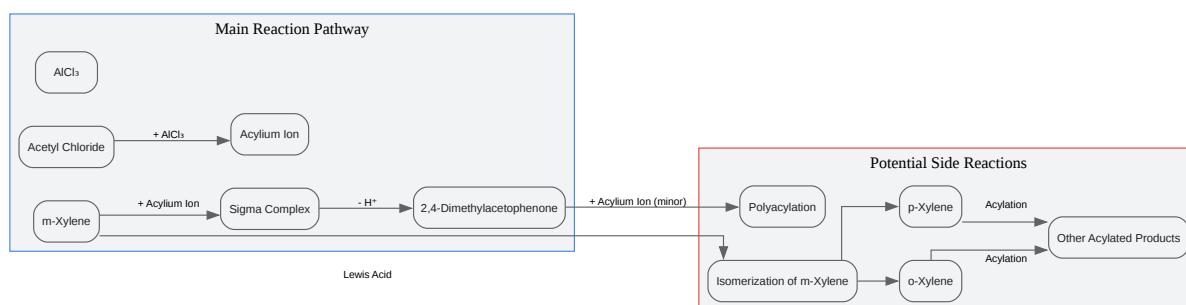 Main Reaction Pathway
AlCl₃
Acetyl Chloride
+ AlCl₃
Acylium Ion
m-Xylene
+ Acylium Ion
Sigma Complex
- H⁺
2,4-Dimethylacetophenone
+ Acylium Ion (minor)
Lewis Acid
Potential Side Reactions
Polyacylation
Isomerization of m-Xylene
p-Xylene
Acylation
o-Xylene
Acylation
Other Acylated Products